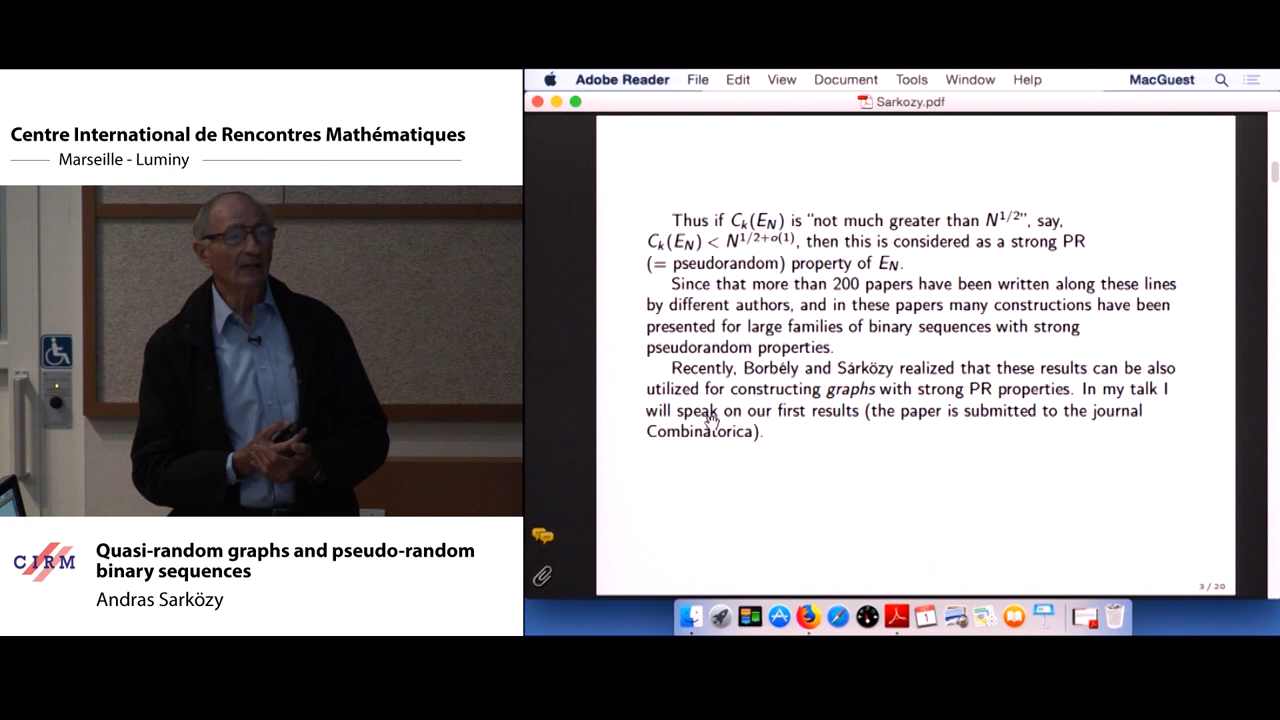 Centre International de Rencontres Mathématiques
Marseille - Luminy
CIRM
Quasi-random graphs and pseudo-random
binary sequences
Andras Sarközy
Adobe Reader File Edit View Document Tools Window Help MacGuest
Sarkozy.pdf
Thus if C_k(E_N) is "not much greater than N^{1/2}", say,
C_k(E_N) < N^{1/2+o(1)}, then this is considered as a strong PR
(= pseudorandom) property of E_N.
Since that more than 200 papers have been written along these lines
by different authors, and in these papers many constructions have been
presented for large families of binary sequences with strong
pseudorandom properties.
Recently, Borbély and Sárközy realized that these results can be also
utilized for constructing graphs with strong PR properties. In my talk I
will speak on our first results (the paper is submitted to the journal
Combinatorica).
3 / 20
1